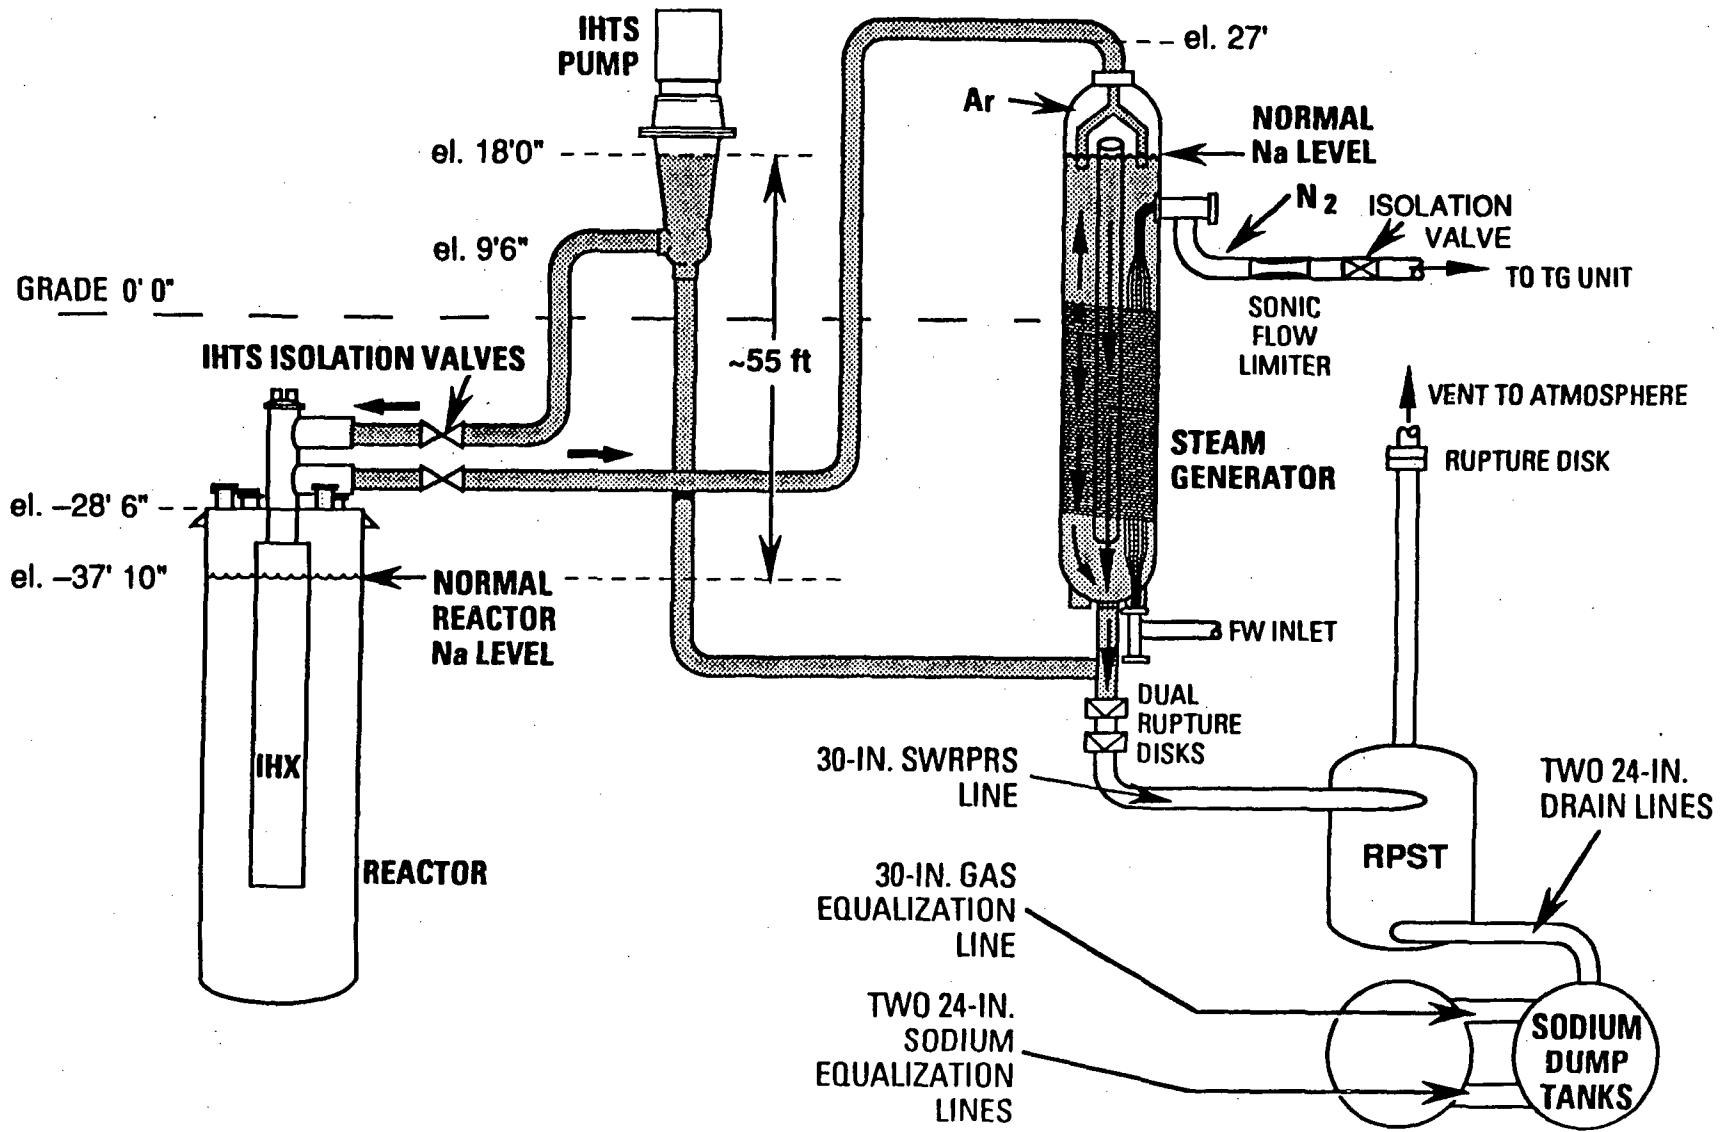 IHTS
PUMP
el. 27'
Ar
NORMAL
Na LEVEL
el. 18'0"
N2
ISOLATION
VALVE
el. 9'6"
TO TG UNIT
GRADE 0' 0"
SONIC
FLOW
LIMITER
IHTS ISOLATION VALVES
~55 ft
VENT TO ATMOSPHERE
STEAM
GENERATOR
RUPTURE DISK
el. –28' 6"
el. –37' 10"
NORMAL
REACTOR
Na LEVEL
FW INLET
DUAL
RUPTURE
DISKS
IHX
30-IN. SWRPRS
LINE
TWO 24-IN.
DRAIN LINES
RPST
REACTOR
30-IN. GAS
EQUALIZATION
LINE
TWO 24-IN.
SODIUM
EQUALIZATION
LINES
SODIUM
DUMP
TANKS